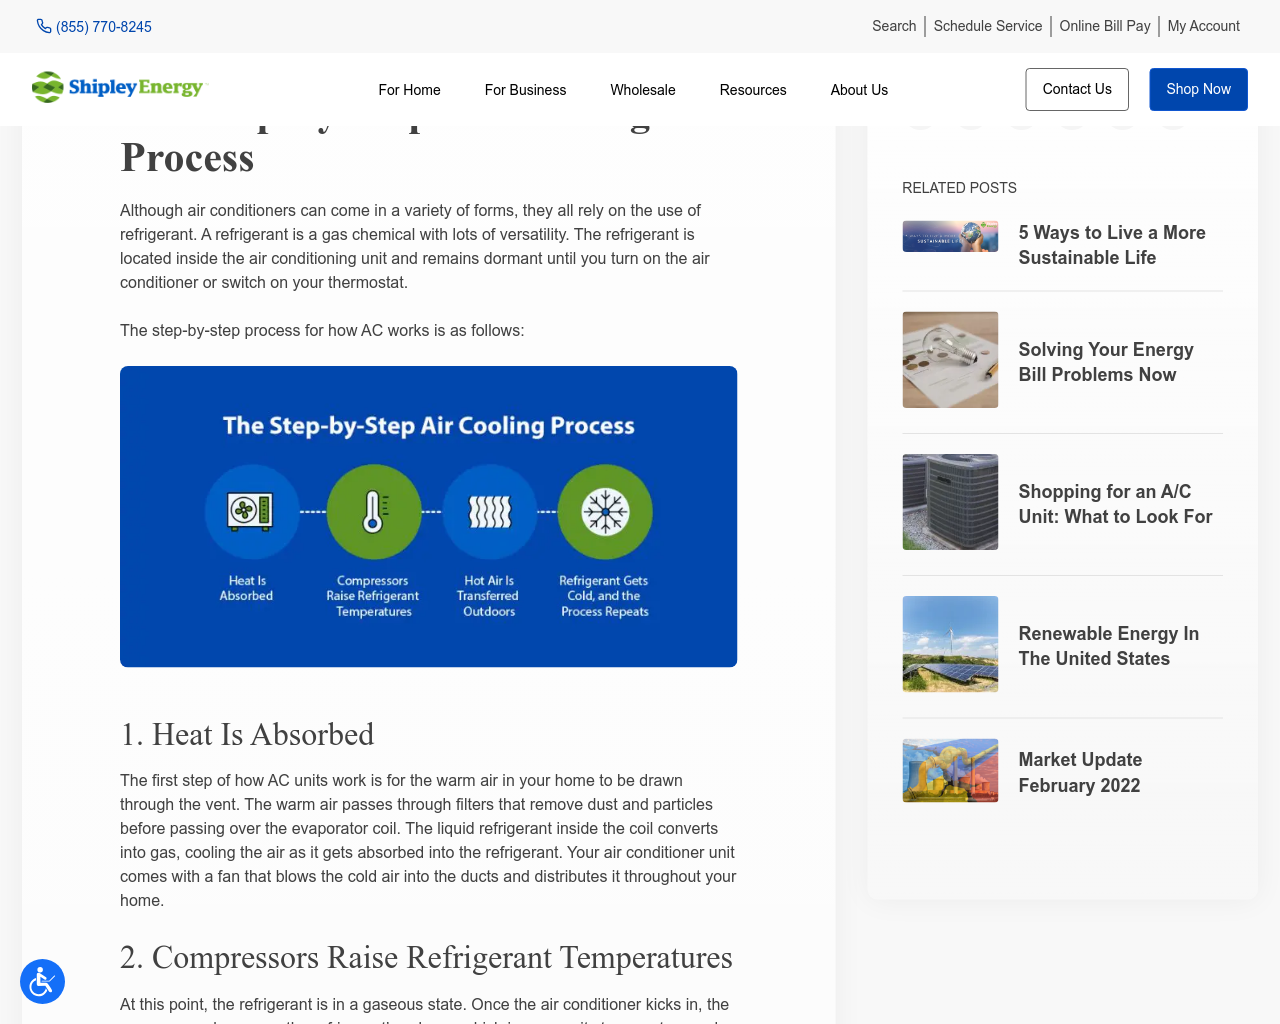 (855) 770-8245
Search
Schedule Service
Online Bill Pay
My Account
Shipley Energy
For Home
For Business
Wholesale
Resources
About Us
Contact Us
Shop Now
Process
Although air conditioners can come in a variety of forms, they all rely on the use of
refrigerant. A refrigerant is a gas chemical with lots of versatility. The refrigerant is
located inside the air conditioning unit and remains dormant until you turn on the air
conditioner or switch on your thermostat.
The step-by-step process for how AC works is as follows:
The Step-by-Step Air Cooling Process
Heat Is
Absorbed
Compressors
Raise Refrigerant
Temperatures
Hot Air Is
Transferred
Outdoors
Refrigerant Gets
Cold, and the
Process Repeats
1. Heat Is Absorbed
The first step of how AC units work is for the warm air in your home to be drawn
through the vent. The warm air passes through filters that remove dust and particles
before passing over the evaporator coil. The liquid refrigerant inside the coil converts
into gas, cooling the air as it gets absorbed into the refrigerant. Your air conditioner unit
comes with a fan that blows the cold air into the ducts and distributes it throughout your
home.
2. Compressors Raise Refrigerant Temperatures
At this point, the refrigerant is in a gaseous state. Once the air conditioner kicks in, the
RELATED POSTS
5 Ways to Live a More
Sustainable Life
Solving Your Energy
Bill Problems Now
Shopping for an A/C
Unit: What to Look For
Renewable Energy In
The United States
Market Update
February 2022